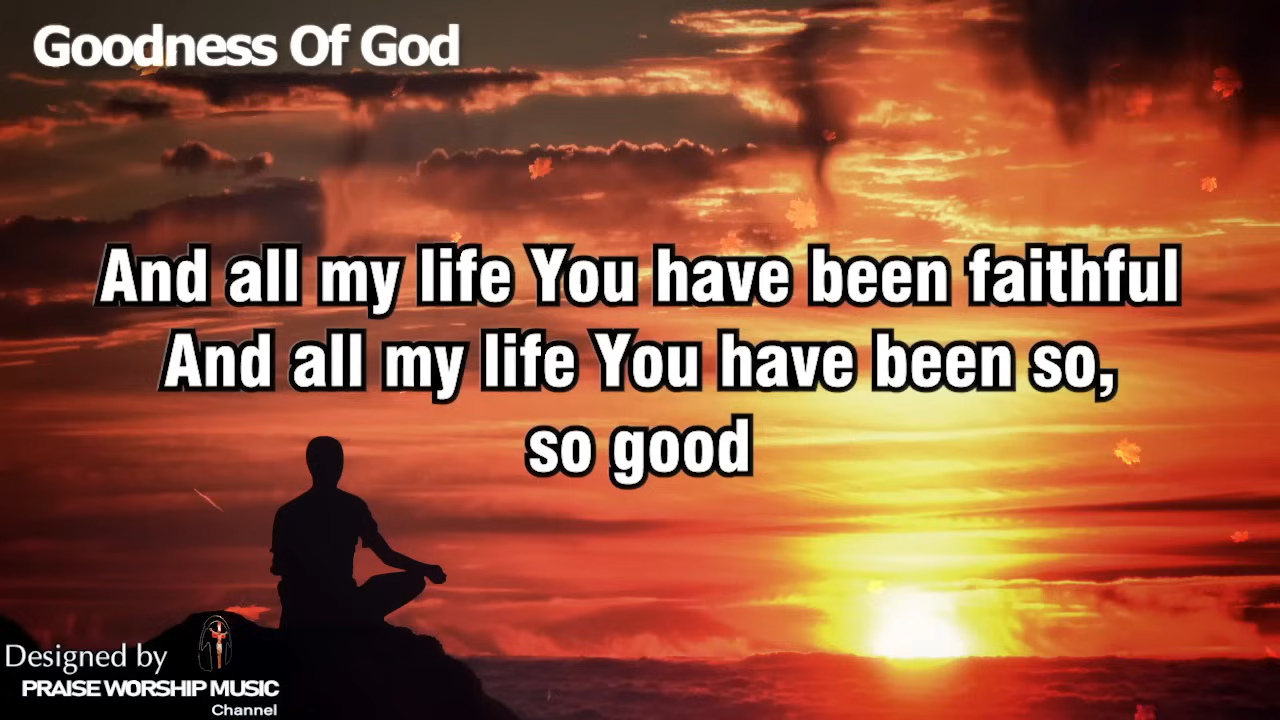 Goodness Of God
And all my life You have been faithful
And all my life You have been so,
so good
Designed by
PRAISE WORSHIP MUSIC
Channel